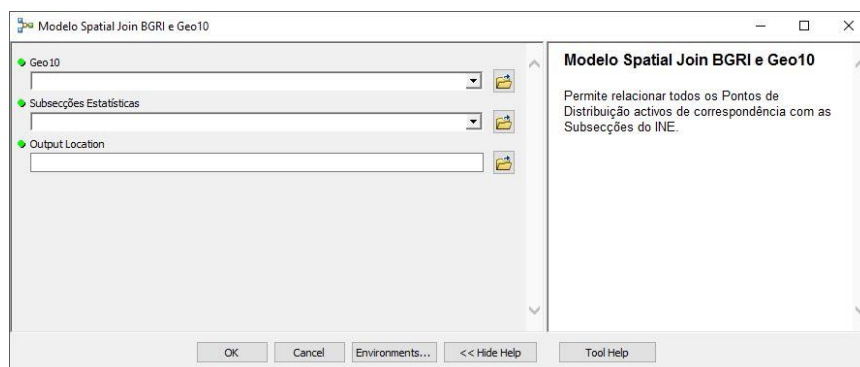 Modelo Spatial Join BGRI e Geo10
Geo10
Subsecções Estatísticas
Output Location
Modelo Spatial Join BGRI e Geo10
Permite relacionar todos os Pontos de
Distribuição activos de correspondência com as
Subsecções do INE.
OK
Cancel
Environments...
<< Hide Help
Tool Help